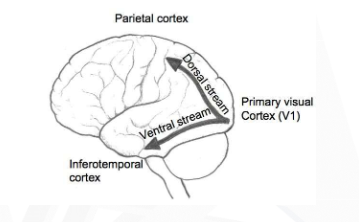 Parietal cortex
Dorsal stream
Primary visual
Cortex (V1)
Ventral stream
Inferotemporal
cortex